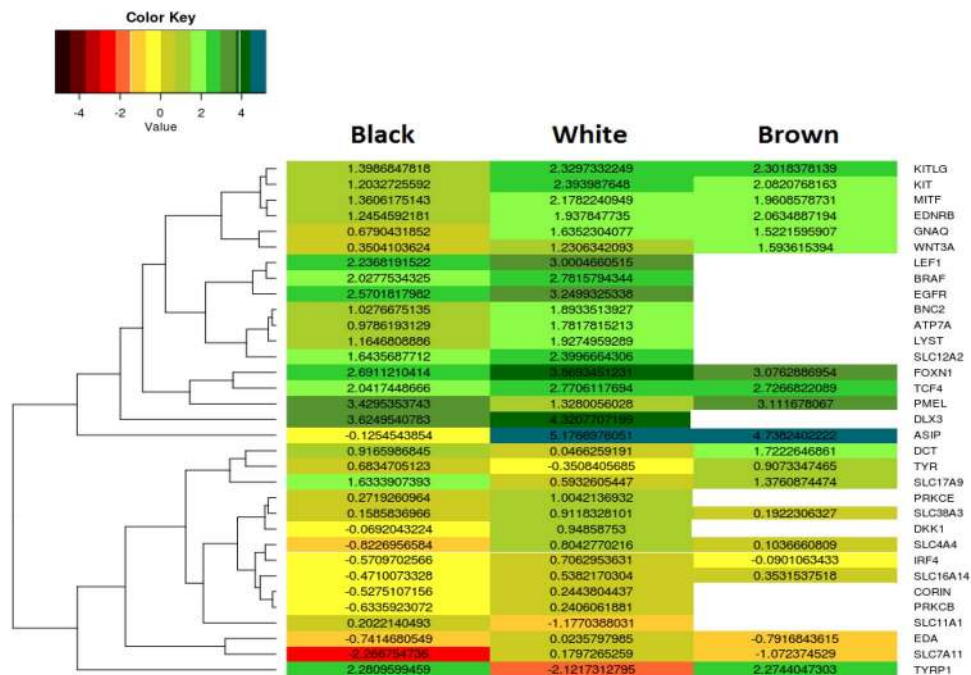 Color Key
-4 -2 0 2 4
Value
Black White Brown
1.3986847818 2.3297332249 2.3018378139 KITLG
1.2032725592 2.393987648 2.0820768163 KIT
1.3606175143 2.1782240949 1.9608578731 MITF
1.2454592181 1.937847735 2.0634887194 EDNRB
0.6790431852 1.6352304077 1.5221595907 GNAQ
0.3504103624 1.2306342093 1.593615394 WNT3A
2.2368191522 3.0004660515 LEF1
2.0277534325 2.7815794344 BRAF
2.5701817982 3.2499325338 EGFR
1.0276675135 1.8933513927 BNC2
0.9786193129 1.7817815213 ATP7A
1.1646808886 1.9274959289 LYST
1.6435687712 2.3996664306 SLC12A2
2.6911210414 3.8693451231 3.0762886954 FOXN1
2.0417448666 2.7706117694 2.7266822089 TCF4
3.4295353743 1.3280056028 3.111678067 PMEL
3.6249540783 4.3207707199 DLX3
-0.1254543854 5.1766978051 4.7382402222 ASIP
0.9165986845 0.0466259191 1.7222646861 DCT
0.6834705123 -0.3508405685 0.9073347465 TYR
1.6333907393 0.5932605447 1.3760874474 SLC17A9
0.2719260964 1.0042136932 PRKCE
0.1585836966 0.9118328101 0.1922306327 SLC38A3
-0.0692043224 0.94858753 DKK1
-0.8226956584 0.8042770216 0.1036660809 SLC4A4
-0.5709702566 0.7062953631 -0.0901063433 IRF4
-0.4710073328 0.5382170304 0.3531537518 SLC16A14
-0.5275107156 0.2443804437 CORIN
-0.6335923072 0.2406061881 PRKCB
0.2022140493 -1.1770388031 SLC11A1
-0.7414680549 0.0235797985 -0.7916843615 EDA
-2.266754736 0.1797265259 -1.072374529 SLC7A11
2.2809599459 -2.1217312795 2.2744047303 TYRP1